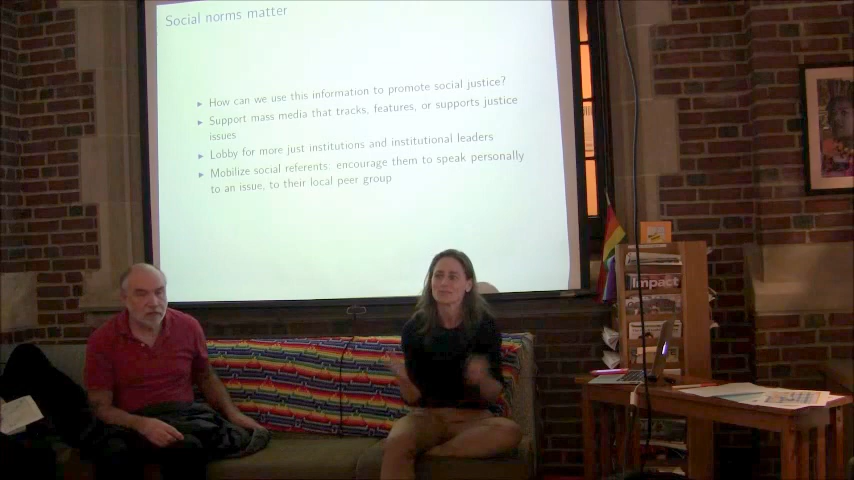 Social norms matter
▶ How can we use this information to promote social justice?
▶ Support mass media that tracks, features, or supports justice
issues
▶ Lobby for more just institutions and institutional leaders
▶ Mobilize social referents: encourage them to speak personally
to an issue, to their local peer group
Impact